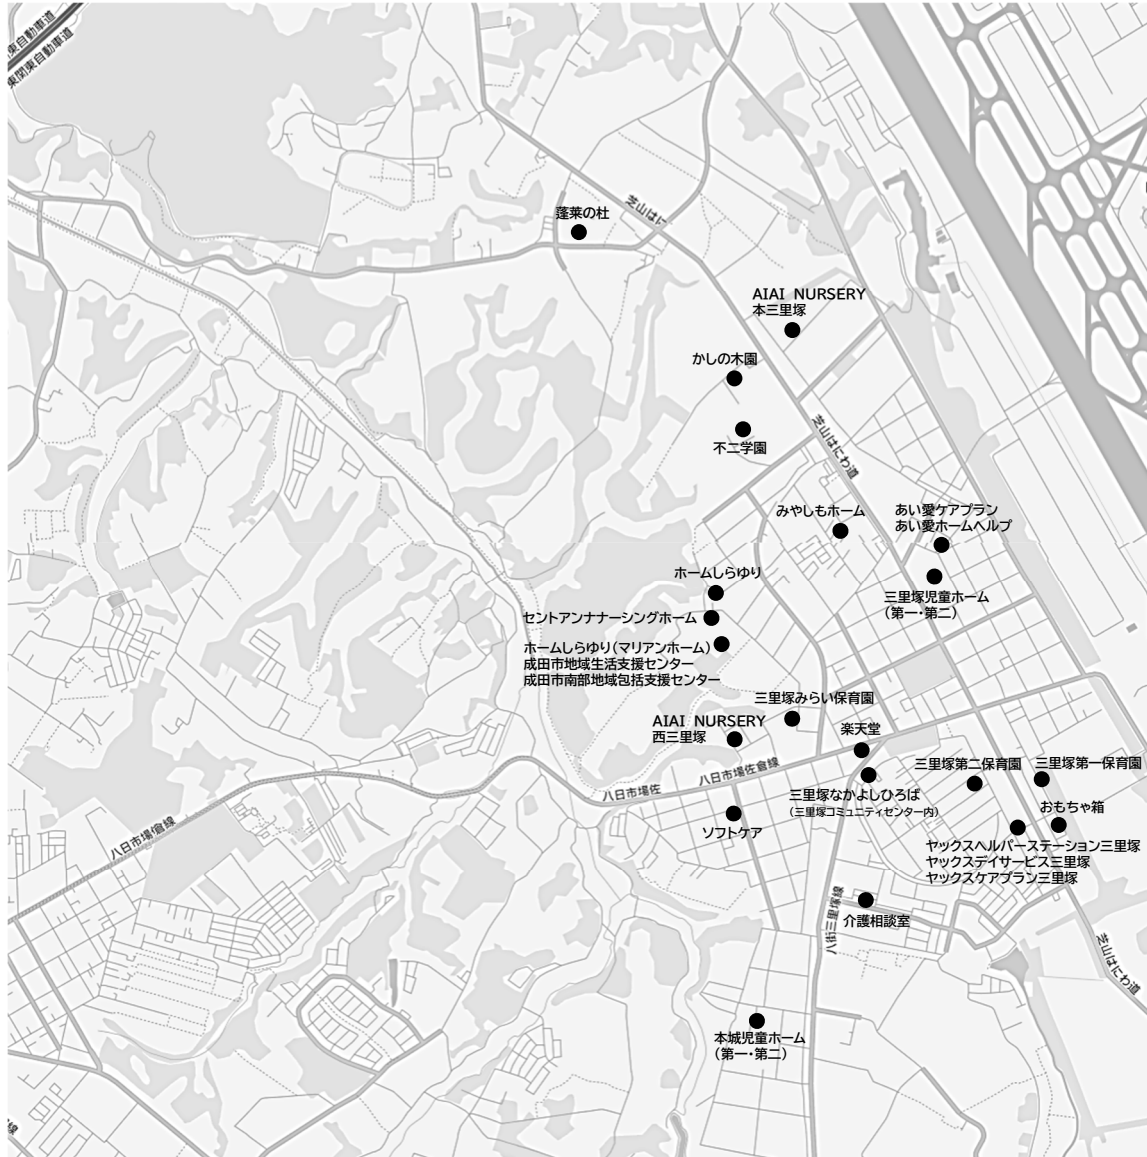 東自動車道
東関東自動車道
芝山はに
蓬莱の杜
AIAI NURSERY
本三里塚
かしの木園
芝山はにわ道
不二学園
みやしもホーム
あい愛ケアプラン
あい愛ホームヘルプ
ホームしらゆり
三里塚児童ホーム
(第一・第二)
セントアンナナーシングホーム
ホームしらゆり(マリアンホーム)
成田市地域生活支援センター
成田市南部地域包括支援センター
三里塚みらい保育園
AIAI NURSERY
西三里塚
楽天堂
八日市場佐倉線
八日市場佐
三里塚第二保育園
三里塚第一保育園
三里塚なかよしひろば
(三里塚コミュニティセンター内)
おもちゃ箱
ソフトケア
八日市場倉線
ヤックスヘルパーステーション三里塚
ヤックスデイサービス三里塚
ヤックスケアプラン三里塚
介護相談室
八街三里塚線
芝山はにわ道
本城児童ホーム
(第一・第二)